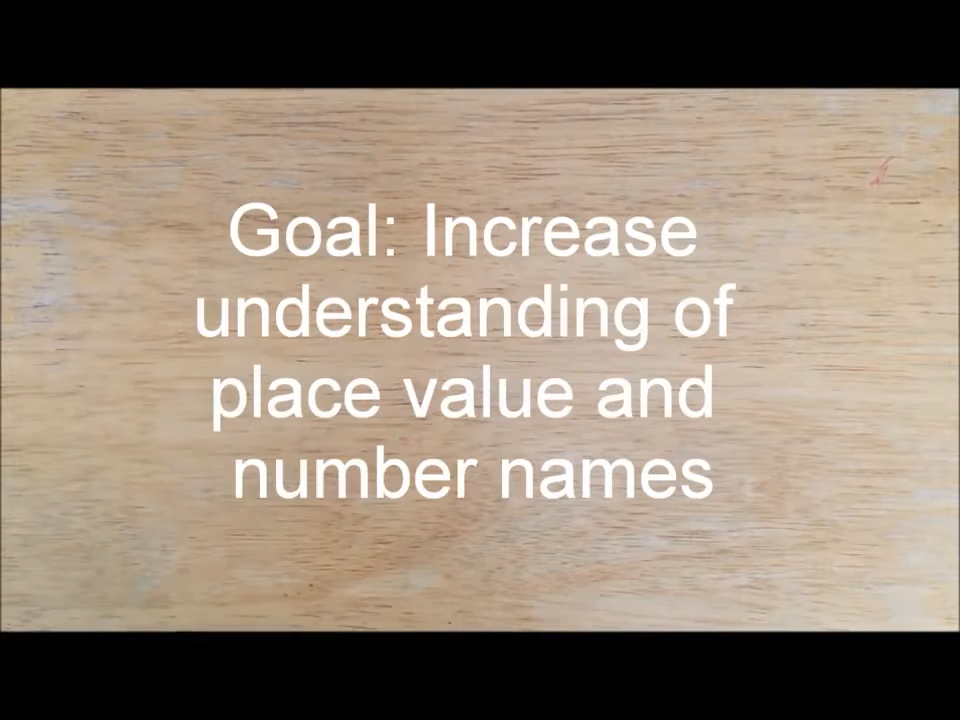 Goal: Increase
understanding of
place value and
number names